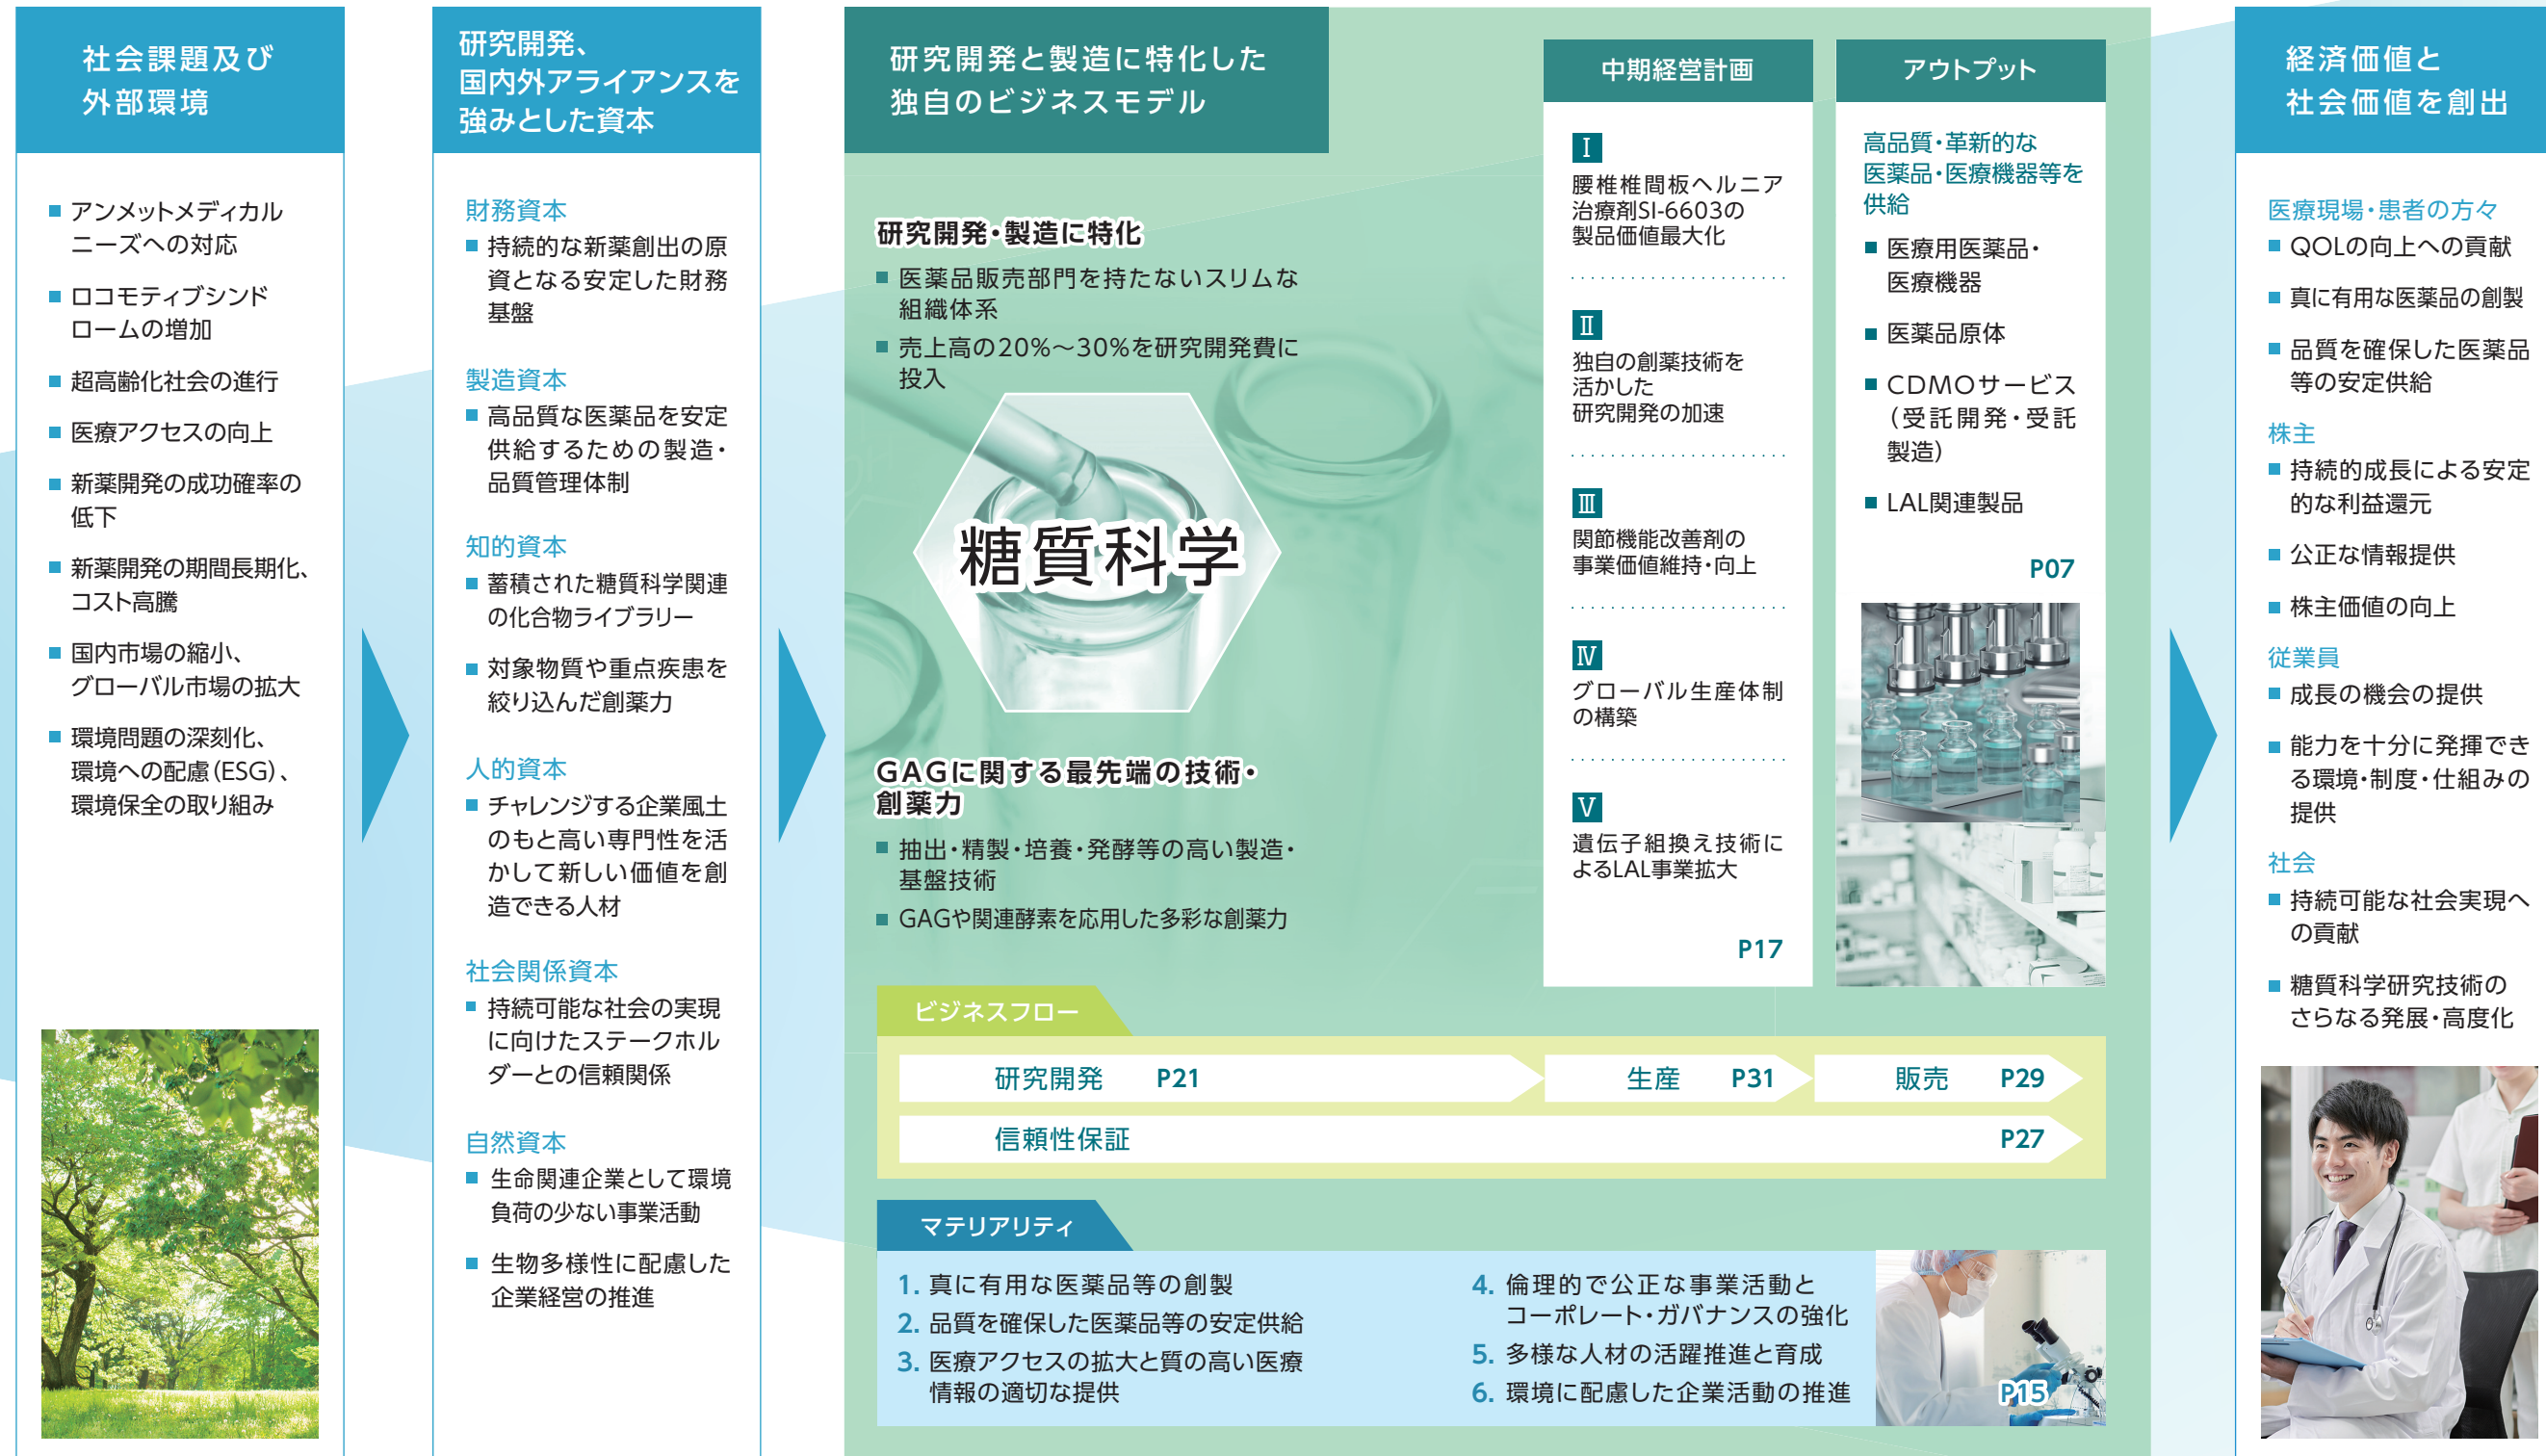 社会課題及び
外部環境
アンメットメディカル
ニーズへの対応
ロコモティブシンド
ロームの増加
超高齢化社会の進行
医療アクセスの向上
新薬開発の成功確率の
低下
新薬開発の期間長期化、
コスト高騰
国内市場の縮小、
グローバル市場の拡大
環境問題の深刻化、
環境への配慮(ESG)、
環境保全の取り組み
研究開発、
国内外アライアンスを
強みとした資本
財務資本
持続的な新薬創出の原
資となる安定した財務
基盤
製造資本
高品質な医薬品を安定
供給するための製造・
品質管理体制
知的資本
蓄積された糖質科学関連
の化合物ライブラリー
対象物質や重点疾患を
絞り込んだ創薬力
人的資本
チャレンジする企業風土
のもと高い専門性を活
かして新しい価値を創
造できる人材
社会関係資本
持続可能な社会の実現
に向けたステークホル
ダーとの信頼関係
自然資本
生命関連企業として環境
負荷の少ない事業活動
生物多様性に配慮した
企業経営の推進
研究開発と製造に特化した
独自のビジネスモデル
研究開発・製造に特化
医薬品販売部門を持たないスリムな
組織体系
売上高の20%～30%を研究開発費に
投入
糖質科学
GAGに関する最先端の技術・
創薬力
抽出・精製・培養・発酵等の高い製造・
基盤技術
GAGや関連酵素を応用した多彩な創薬力
中期経営計画
Ⅰ
腰椎椎間板ヘルニア
治療剤SI-6603の
製品価値最大化
Ⅱ
独自の創薬技術を
活かした
研究開発の加速
Ⅲ
関節機能改善剤の
事業価値維持・向上
Ⅳ
グローバル生産体制
の構築
Ⅴ
遺伝子組換え技術に
よるLAL事業拡大
P17
アウトプット
高品質・革新的な
医薬品・医療機器等を
供給
医療用医薬品・
医療機器
医薬品原体
CDMOサービス
(受託開発・受託
製造)
LAL関連製品
P07
ビジネスフロー
研究開発 P21
生産 P31
販売 P29
信頼性保証 P27
マテリアリティ
1. 真に有用な医薬品等の創製
2. 品質を確保した医薬品等の安定供給
3. 医療アクセスの拡大と質の高い医療
情報の適切な提供
4. 倫理的で公正な事業活動と
コーポレート・ガバナンスの強化
5. 多様な人材の活躍推進と育成
6. 環境に配慮した企業活動の推進
P15
経済価値と
社会価値を創出
医療現場・患者の方々
QOLの向上への貢献
真に有用な医薬品の創製
品質を確保した医薬品
等の安定供給
株主
持続的成長による安定
的な利益還元
公正な情報提供
株主価値の向上
従業員
成長の機会の提供
能力を十分に発揮でき
る環境・制度・仕組みの
提供
社会
持続可能な社会実現へ
の貢献
糖質科学研究技術の
さらなる発展・高度化